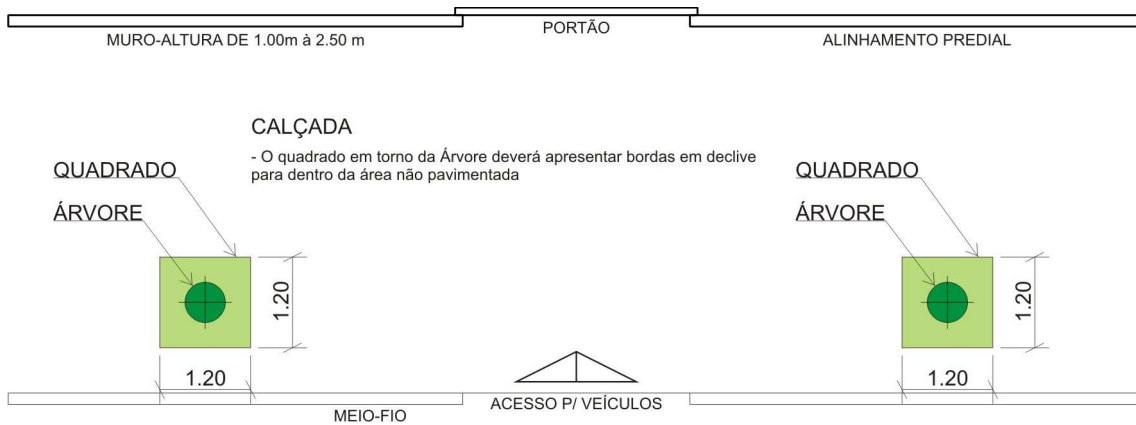 MURO-ALTURA DE 1.00m à 2.50 m
PORTÃO
ALINHAMENTO PREDIAL
CALÇADA
- O quadrado em torno da Árvore deverá apresentar bordas em declive
para dentro da área não pavimentada
QUADRADO
ÁRVORE
1.20
1.20
QUADRADO
ÁRVORE
1.20
1.20
ACESSO P/ VEÍCULOS
MEIO-FIO